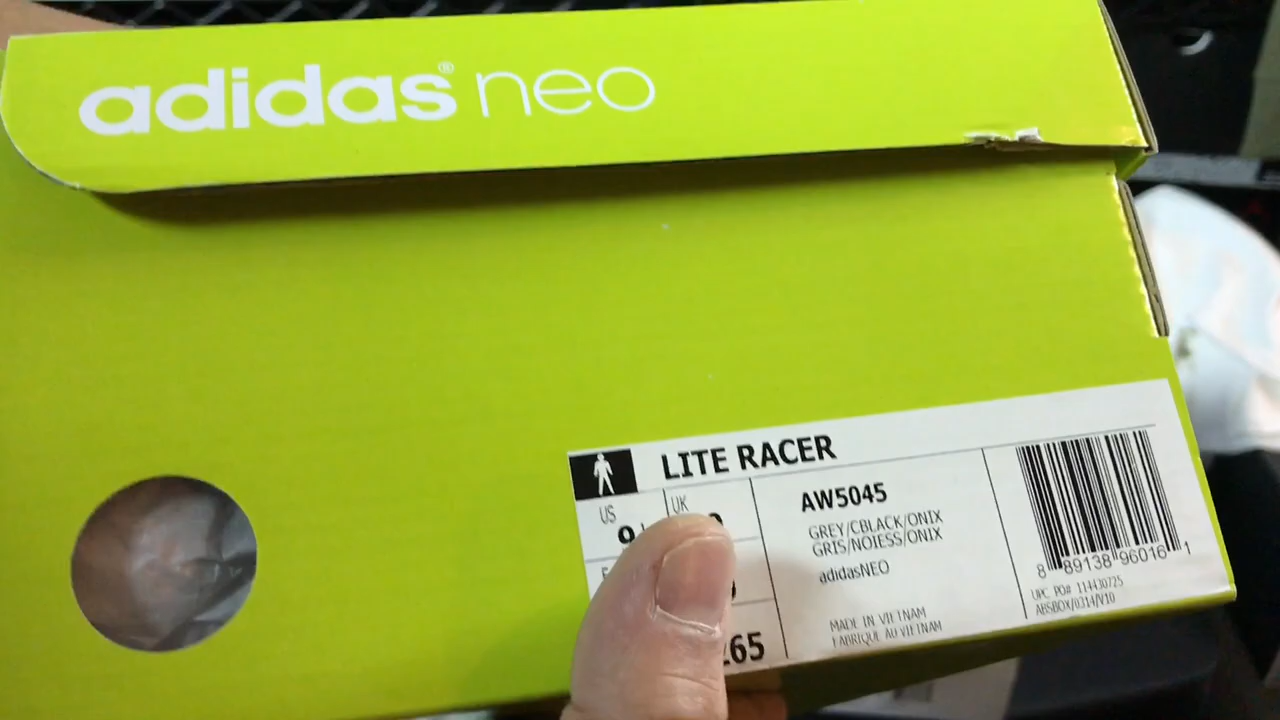 adidas® neo
LITE RACER
US
UK
9
AW5045
GREY/CBLACK/ONIX
GRIS/NOIESS/ONIX
adidasNEO
265
MADE IN VIETNAM
FABRIQUE AU VIETNAM
8 89138 96016 1
UPC PO# 114430725
ABSBOX/0314/V10